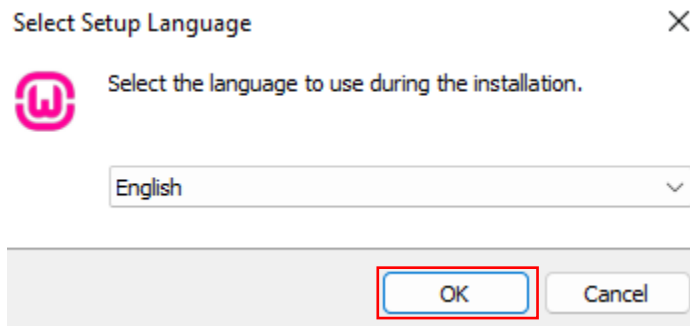 Select Setup Language
Select the language to use during the installation.
English
OK
Cancel